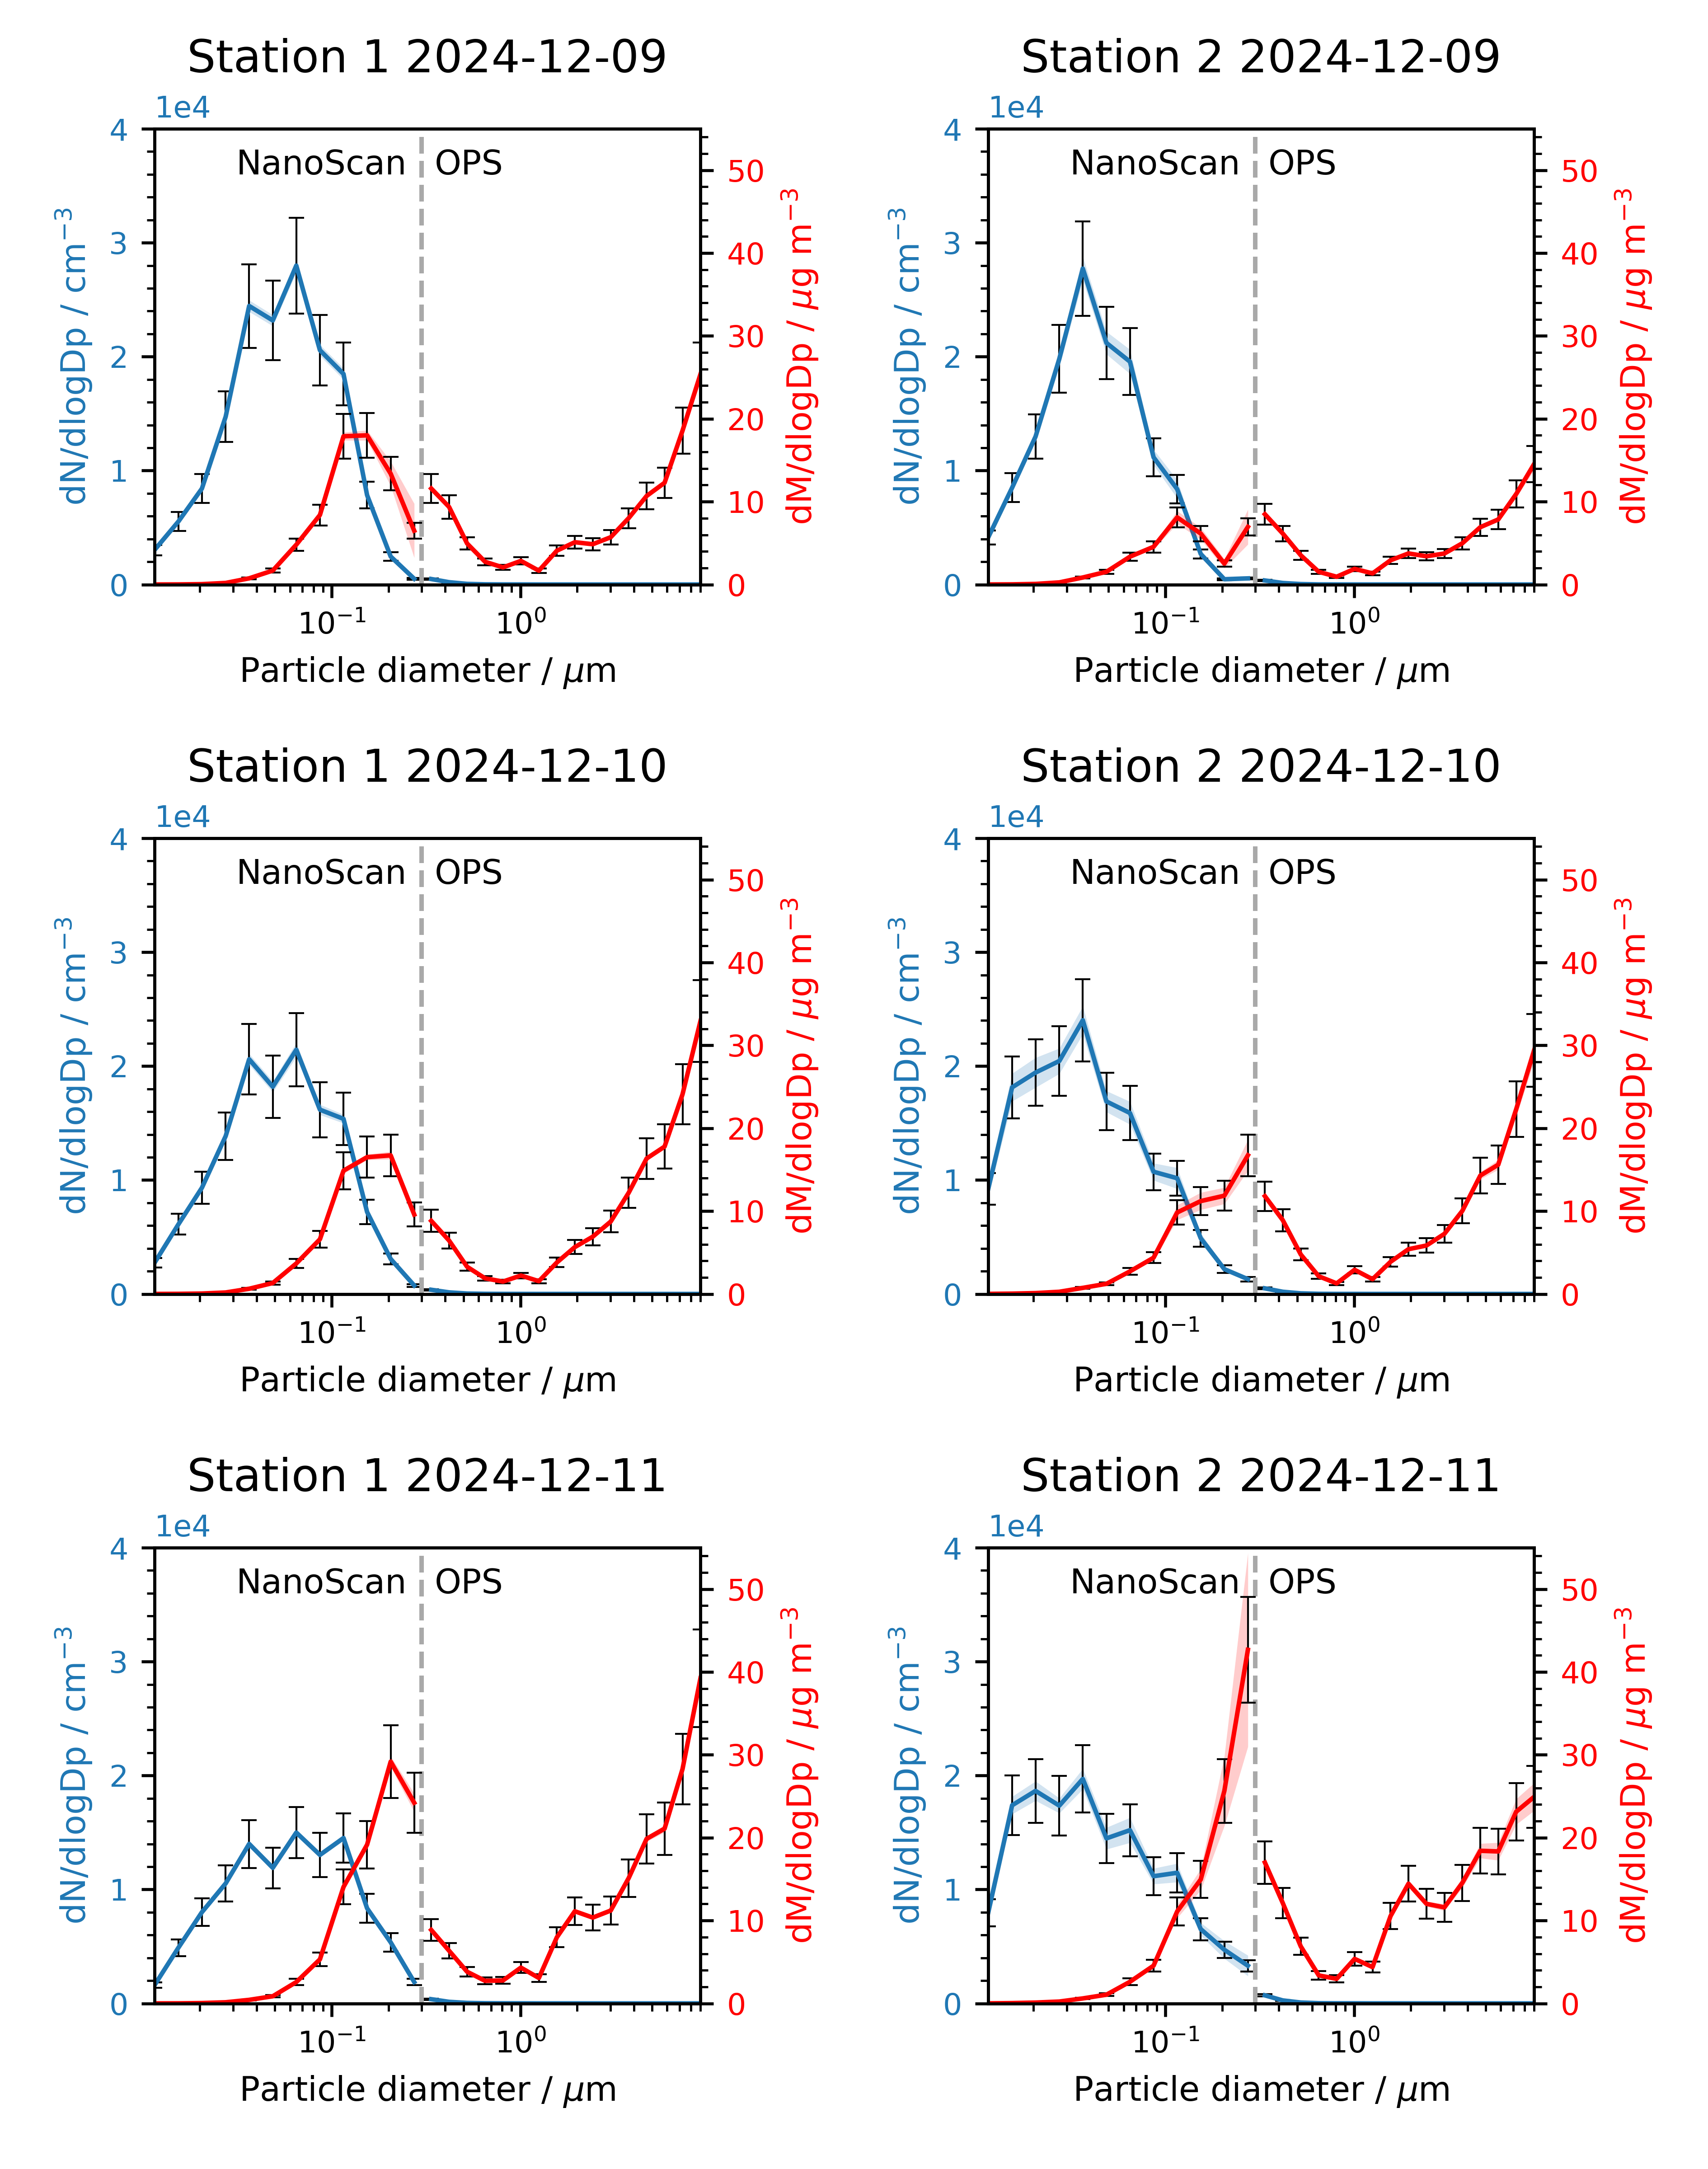 Station 1 2024-12-09
1e4
4
3
2
1
0
dN/dlogDp / cm⁻³
NanoScan
OPS
50
40
30
20
10
0
dM/dlogDp / μg m⁻³
10⁻¹
10⁰
Particle diameter / μm
Station 2 2024-12-09
1e4
4
3
2
1
0
dN/dlogDp / cm⁻³
NanoScan
OPS
50
40
30
20
10
0
dM/dlogDp / μg m⁻³
10⁻¹
10⁰
Particle diameter / μm
Station 1 2024-12-10
1e4
4
3
2
1
0
dN/dlogDp / cm⁻³
NanoScan
OPS
50
40
30
20
10
0
dM/dlogDp / μg m⁻³
10⁻¹
10⁰
Particle diameter / μm
Station 2 2024-12-10
1e4
4
3
2
1
0
dN/dlogDp / cm⁻³
NanoScan
OPS
50
40
30
20
10
0
dM/dlogDp / μg m⁻³
10⁻¹
10⁰
Particle diameter / μm
Station 1 2024-12-11
1e4
4
3
2
1
0
dN/dlogDp / cm⁻³
NanoScan
OPS
50
40
30
20
10
0
dM/dlogDp / μg m⁻³
10⁻¹
10⁰
Particle diameter / μm
Station 2 2024-12-11
1e4
4
3
2
1
0
dN/dlogDp / cm⁻³
NanoScan
OPS
50
40
30
20
10
0
dM/dlogDp / μg m⁻³
10⁻¹
10⁰
Particle diameter / μm